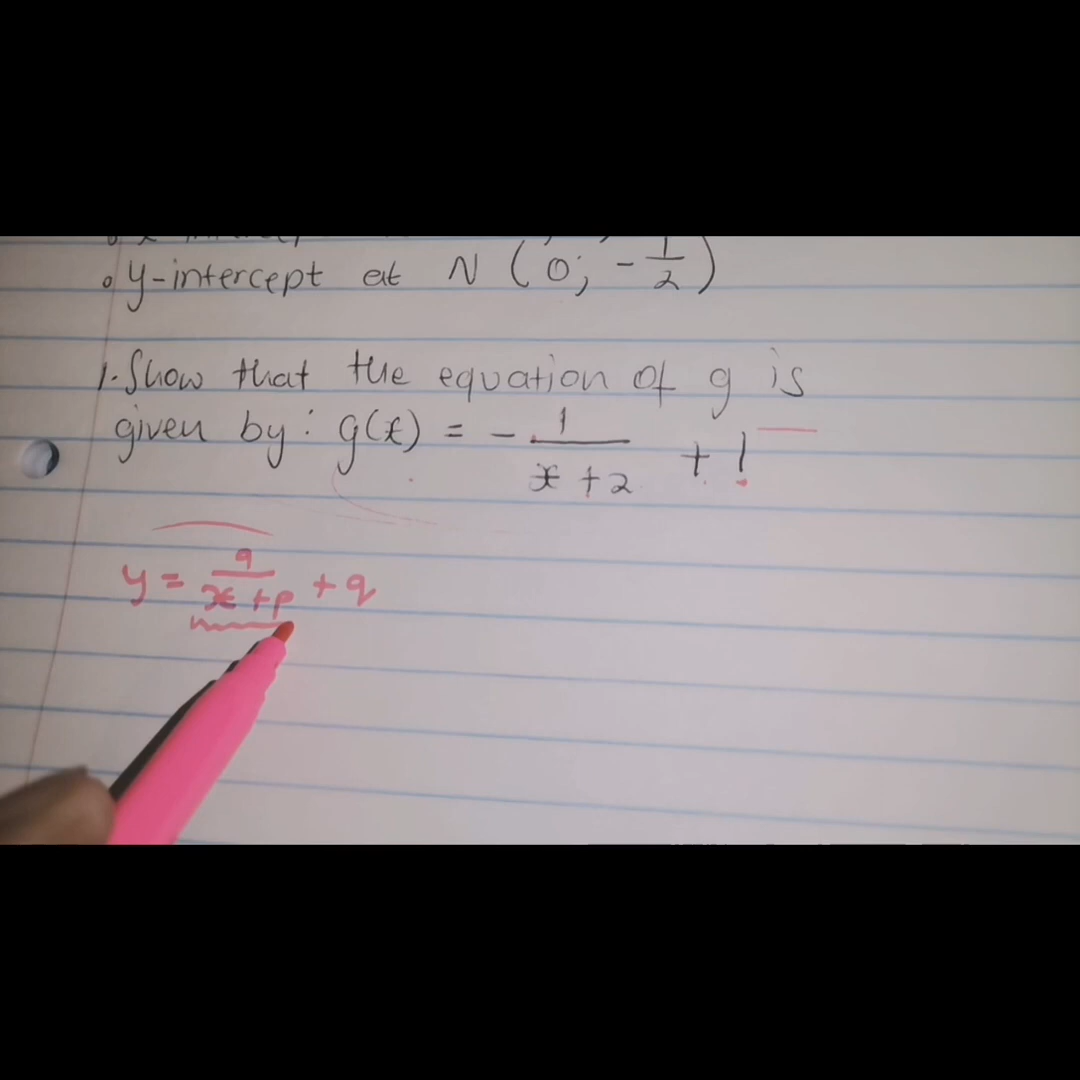 • y-intercept at N (0; -1/2)
1. Show that the equation of g is
given by: g(x) = - 1/(x + 2) + 1
y = a/(x + p) + q